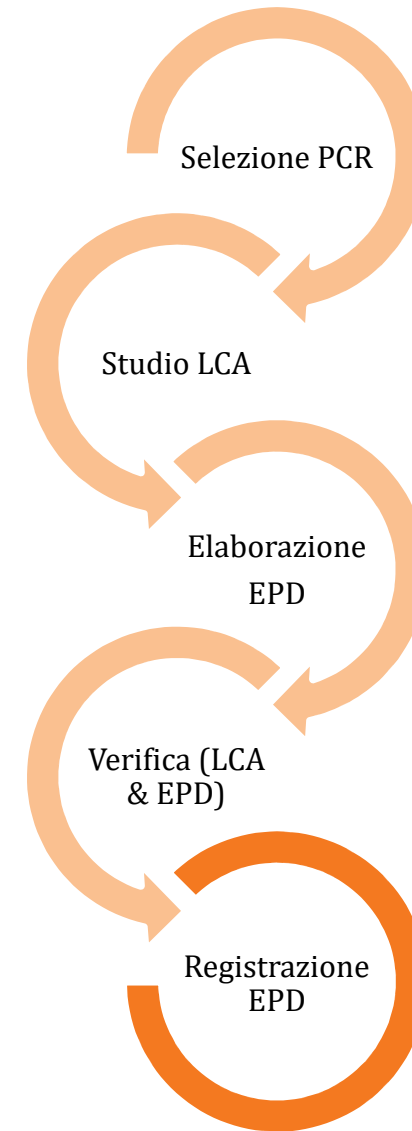 Selezione PCR
Studio LCA
Elaborazione
EPD
Verifica (LCA
& EPD)
Registrazione
EPD